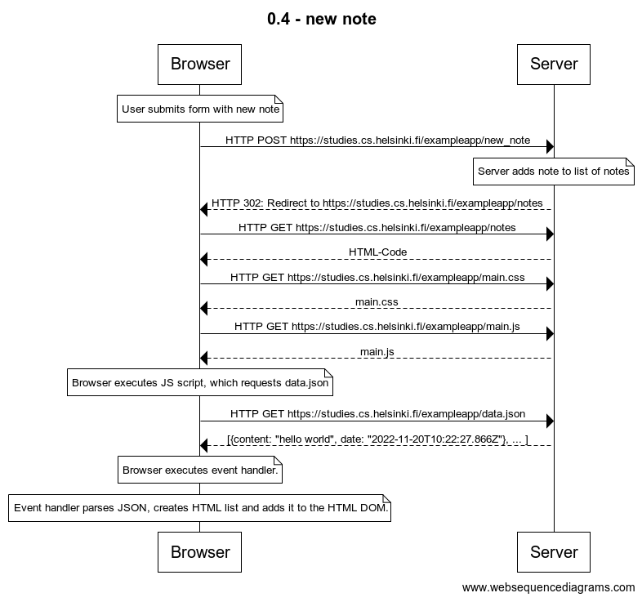 0.4 - new note
Browser
Server
User submits form with new note
HTTP POST https://studies.cs.helsinki.fi/exampleapp/new_note
Server adds note to list of notes
HTTP 302: Redirect to https://studies.cs.helsinki.fi/exampleapp/notes
HTTP GET https://studies.cs.helsinki.fi/exampleapp/notes
HTML-Code
HTTP GET https://studies.cs.helsinki.fi/exampleapp/main.css
main.css
HTTP GET https://studies.cs.helsinki.fi/exampleapp/main.js
main.js
Browser executes JS script, which requests data.json
HTTP GET https://studies.cs.helsinki.fi/exampleapp/data.json
[{content: "hello world", date: "2022-11-20T10:22:27.866Z"}, ... ]
Browser executes event handler.
Event handler parses JSON, creates HTML list and adds it to the HTML DOM.
Browser
Server
www.websequencediagrams.com